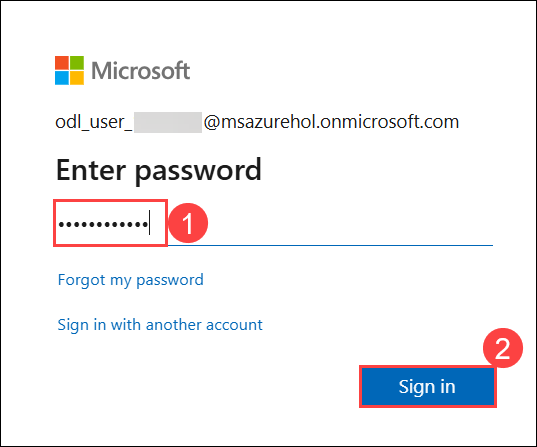 Microsoft
odl_user_ @msazurehol.onmicrosoft.com
Enter password
•••••••••••• 1
Forgot my password
Sign in with another account
2
Sign in